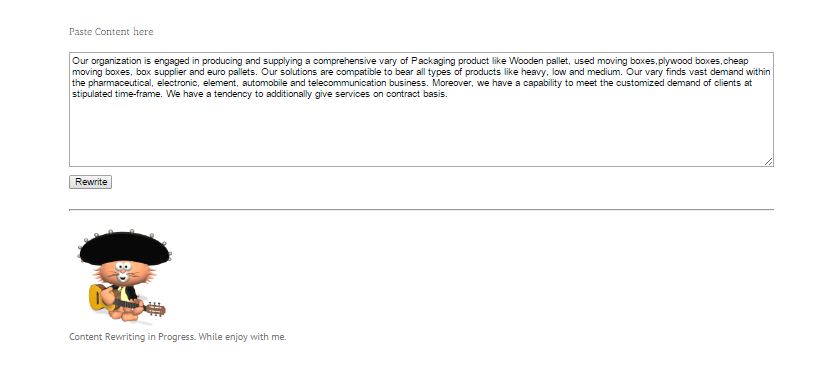 Paste Content here
Our organization is engaged in producing and supplying a comprehensive vary of Packaging product like Wooden pallet, used moving boxes,plywood boxes,cheap
moving boxes, box supplier and euro pallets. Our solutions are compatible to bear all types of products like heavy, low and medium. Our vary finds vast demand within
the pharmaceutical, electronic, element, automobile and telecommunication business. Moreover, we have a capability to meet the customized demand of clients at
stipulated time-frame. We have a tendency to additionally give services on contract basis.
Rewrite
Content Rewriting in Progress. While enjoy with me.